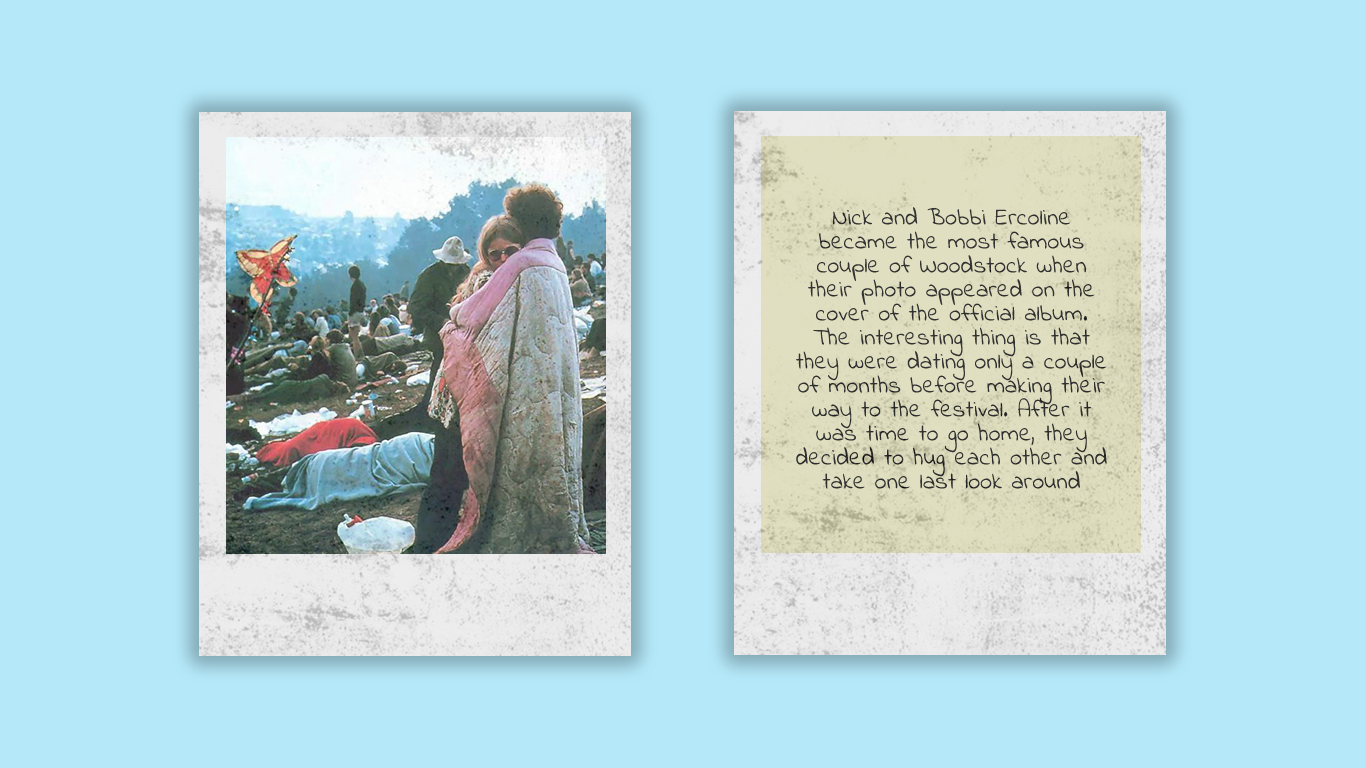 Nick and Bobbi Ercoline
became the most famous
couple of Woodstock when
their photo appeared on the
cover of the official album.
The interesting thing is that
they were dating only a couple
of months before making their
way to the festival. After it
was time to go home, they
decided to hug each other and
take one last look around